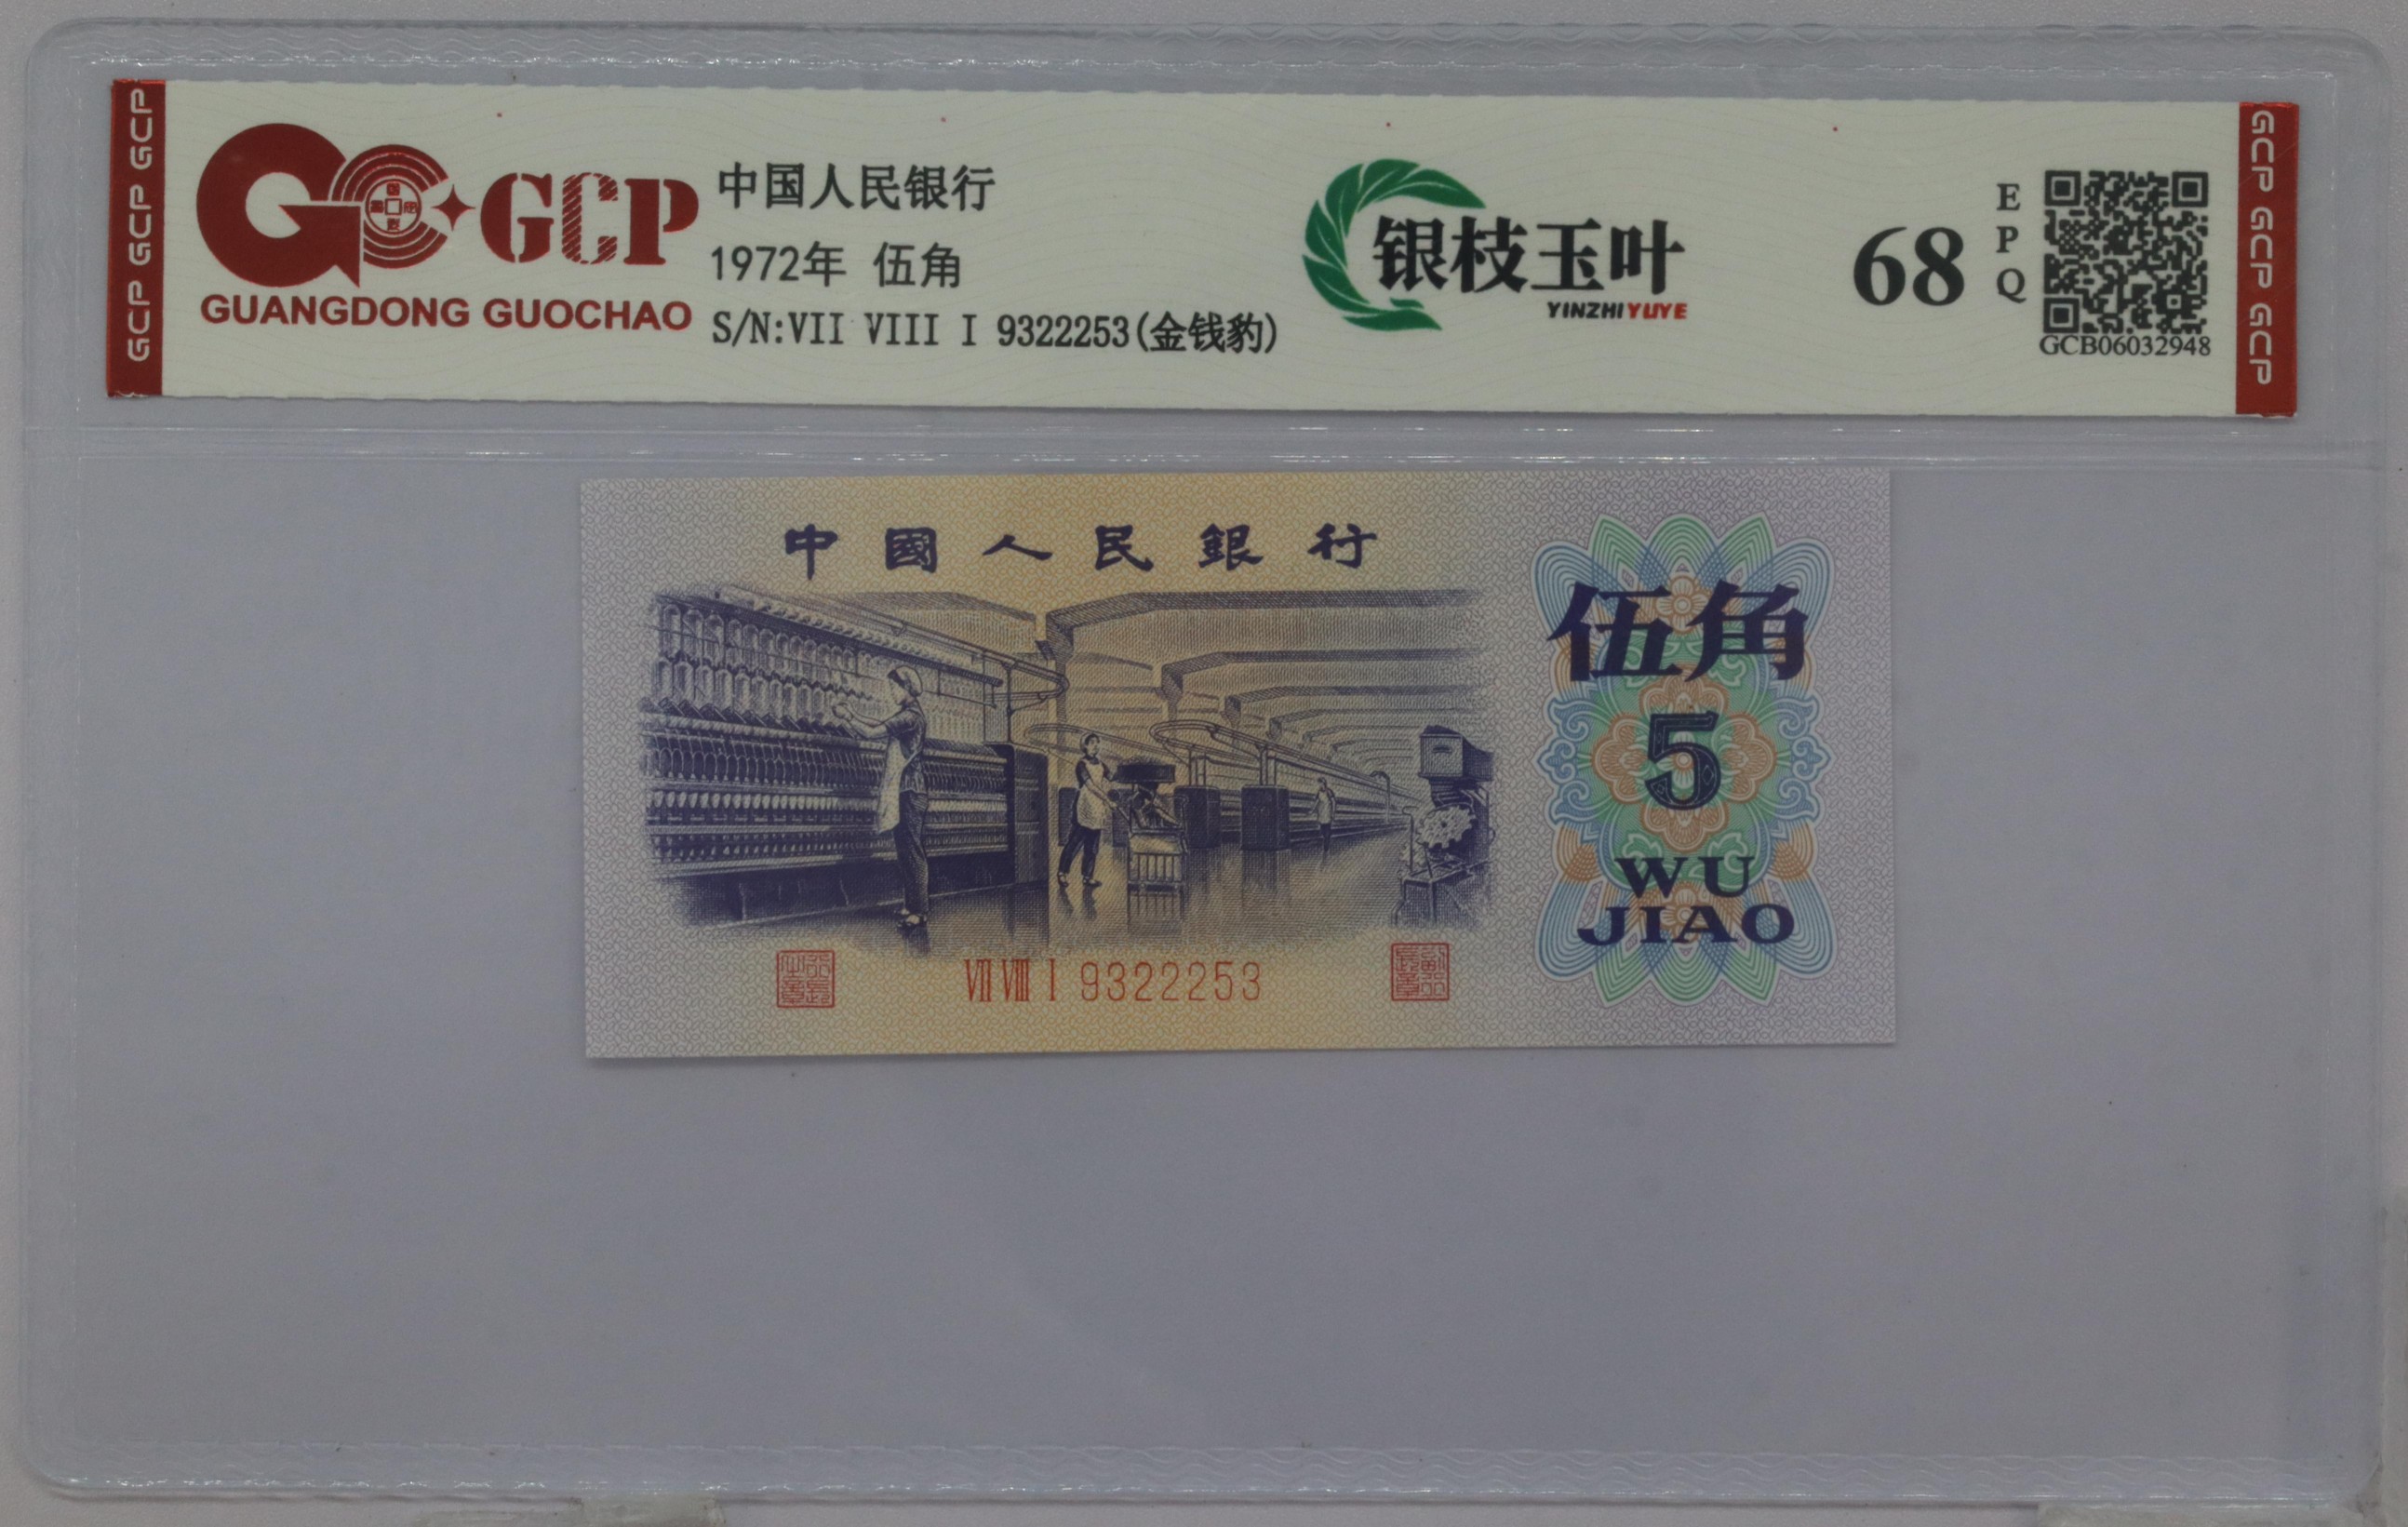 GCP GCP GCP
GCP
GUANGDONG GUOCHAO
中国人民银行
1972年 伍角
S/N:VII VIII I 9322253(金钱豹)
银枝玉叶
YINZHI YUYE
68
EPQ
GCB06032948
GCP GCP GCP
中國人民銀行
伍角
5
WU
JIAO
VII VIII I 9322253